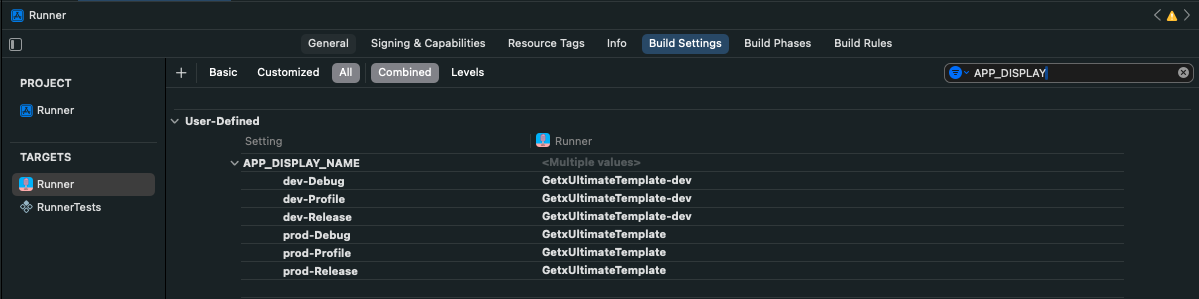 Runner
General Signing & Capabilities Resource Tags Info Build Settings Build Phases Build Rules
PROJECT
Runner
TARGETS
Runner
RunnerTests
+ Basic Customized All Combined Levels APP_DISPLAY
User-Defined
Setting Runner
APP_DISPLAY_NAME <Multiple values>
dev-Debug GetxUltimateTemplate-dev
dev-Profile GetxUltimateTemplate-dev
dev-Release GetxUltimateTemplate-dev
prod-Debug GetxUltimateTemplate
prod-Profile GetxUltimateTemplate
prod-Release GetxUltimateTemplate